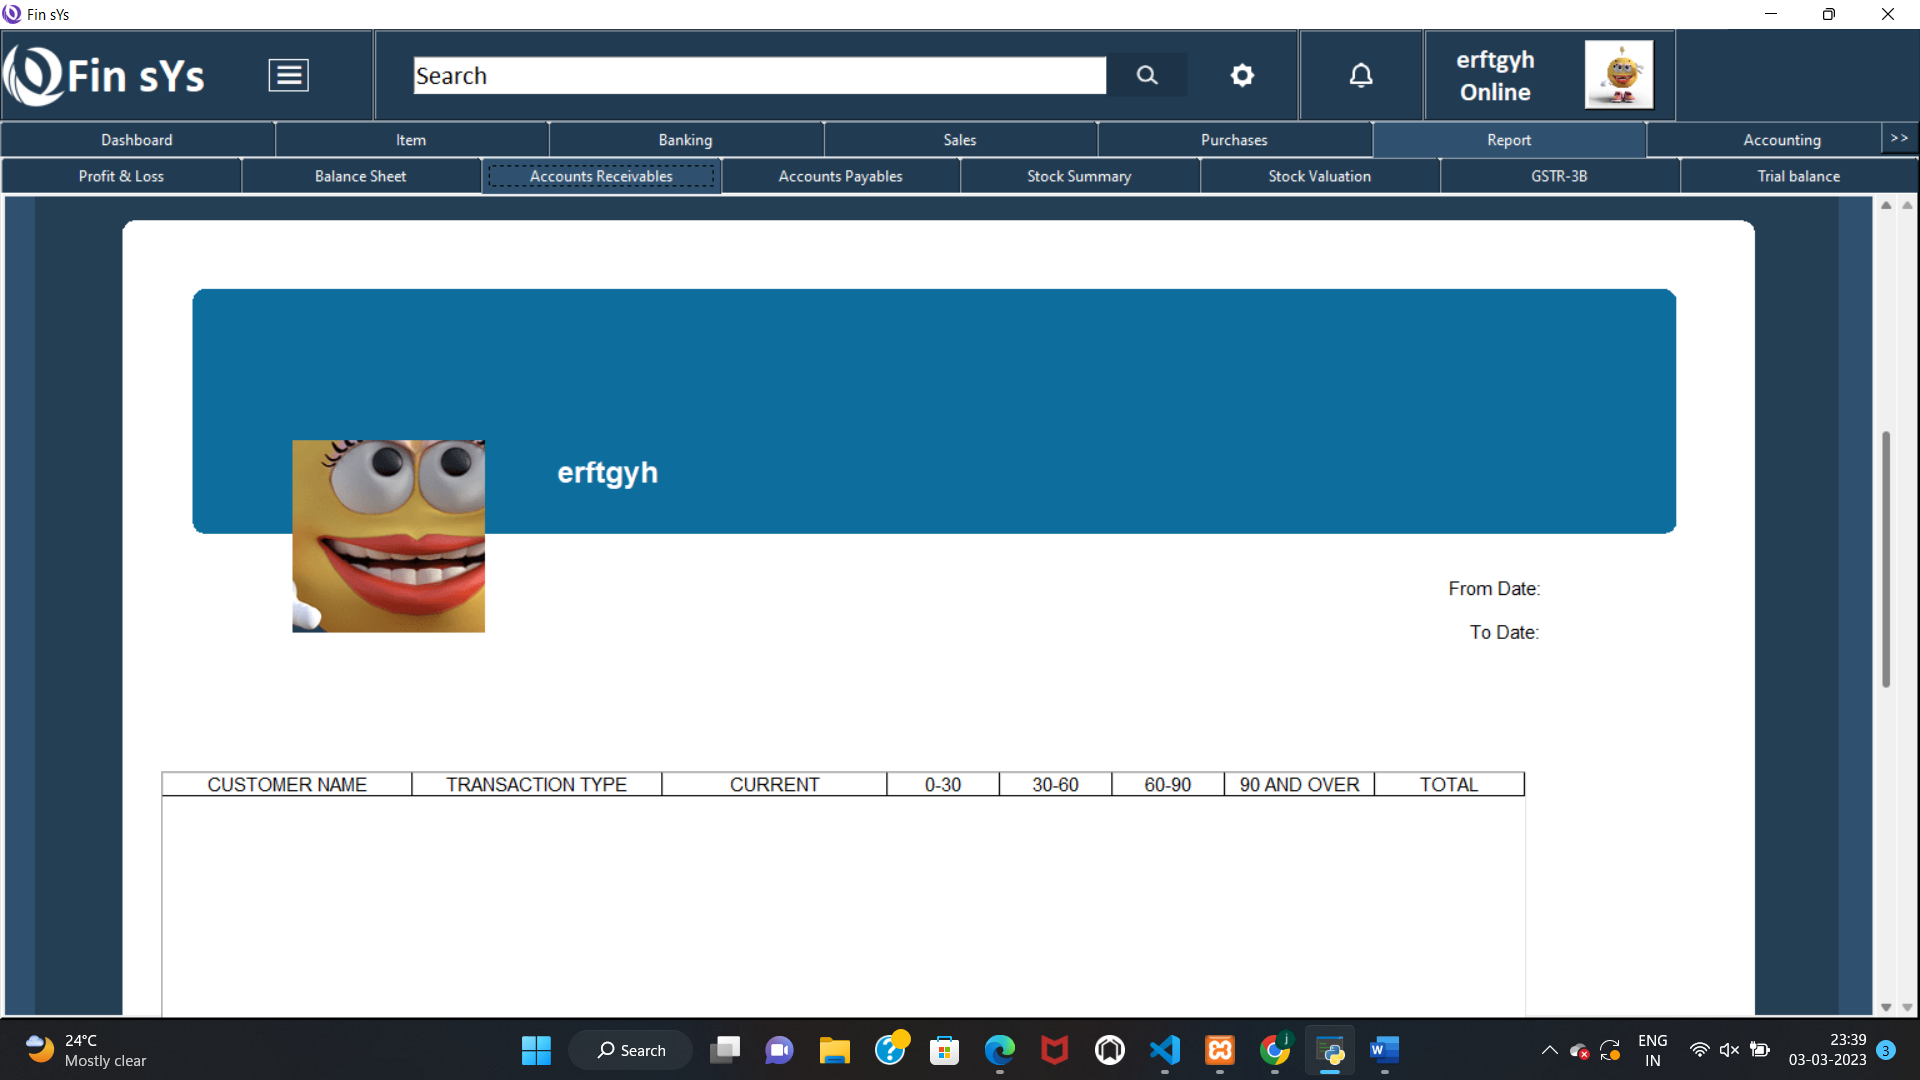 Fin sYs
Fin sYs
Search
erftgyh
Online
Dashboard Item Banking Sales Purchases Report Accounting >>
Profit & Loss Balance Sheet Accounts Receivables Accounts Payables Stock Summary Stock Valuation GSTR-3B Trial balance
erftgyh
From Date:
To Date:
CUSTOMER NAME TRANSACTION TYPE CURRENT 0-30 30-60 60-90 90 AND OVER TOTAL
24°C
Mostly clear
Search
j
W
ENG
IN
23:39
03-03-2023
3